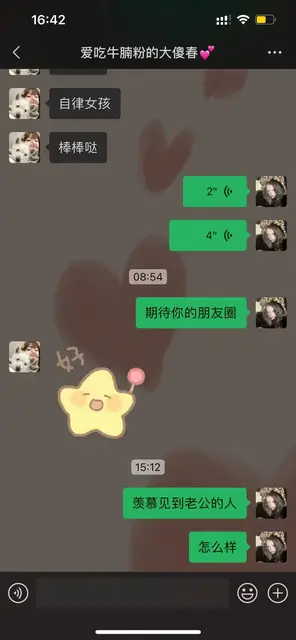 16:42
爱吃牛腩粉的大傻春💕
自律女孩
棒棒哒
2"
4"
08:54
期待你的朋友圈
好
15:12
羡慕见到老公的人
怎么样